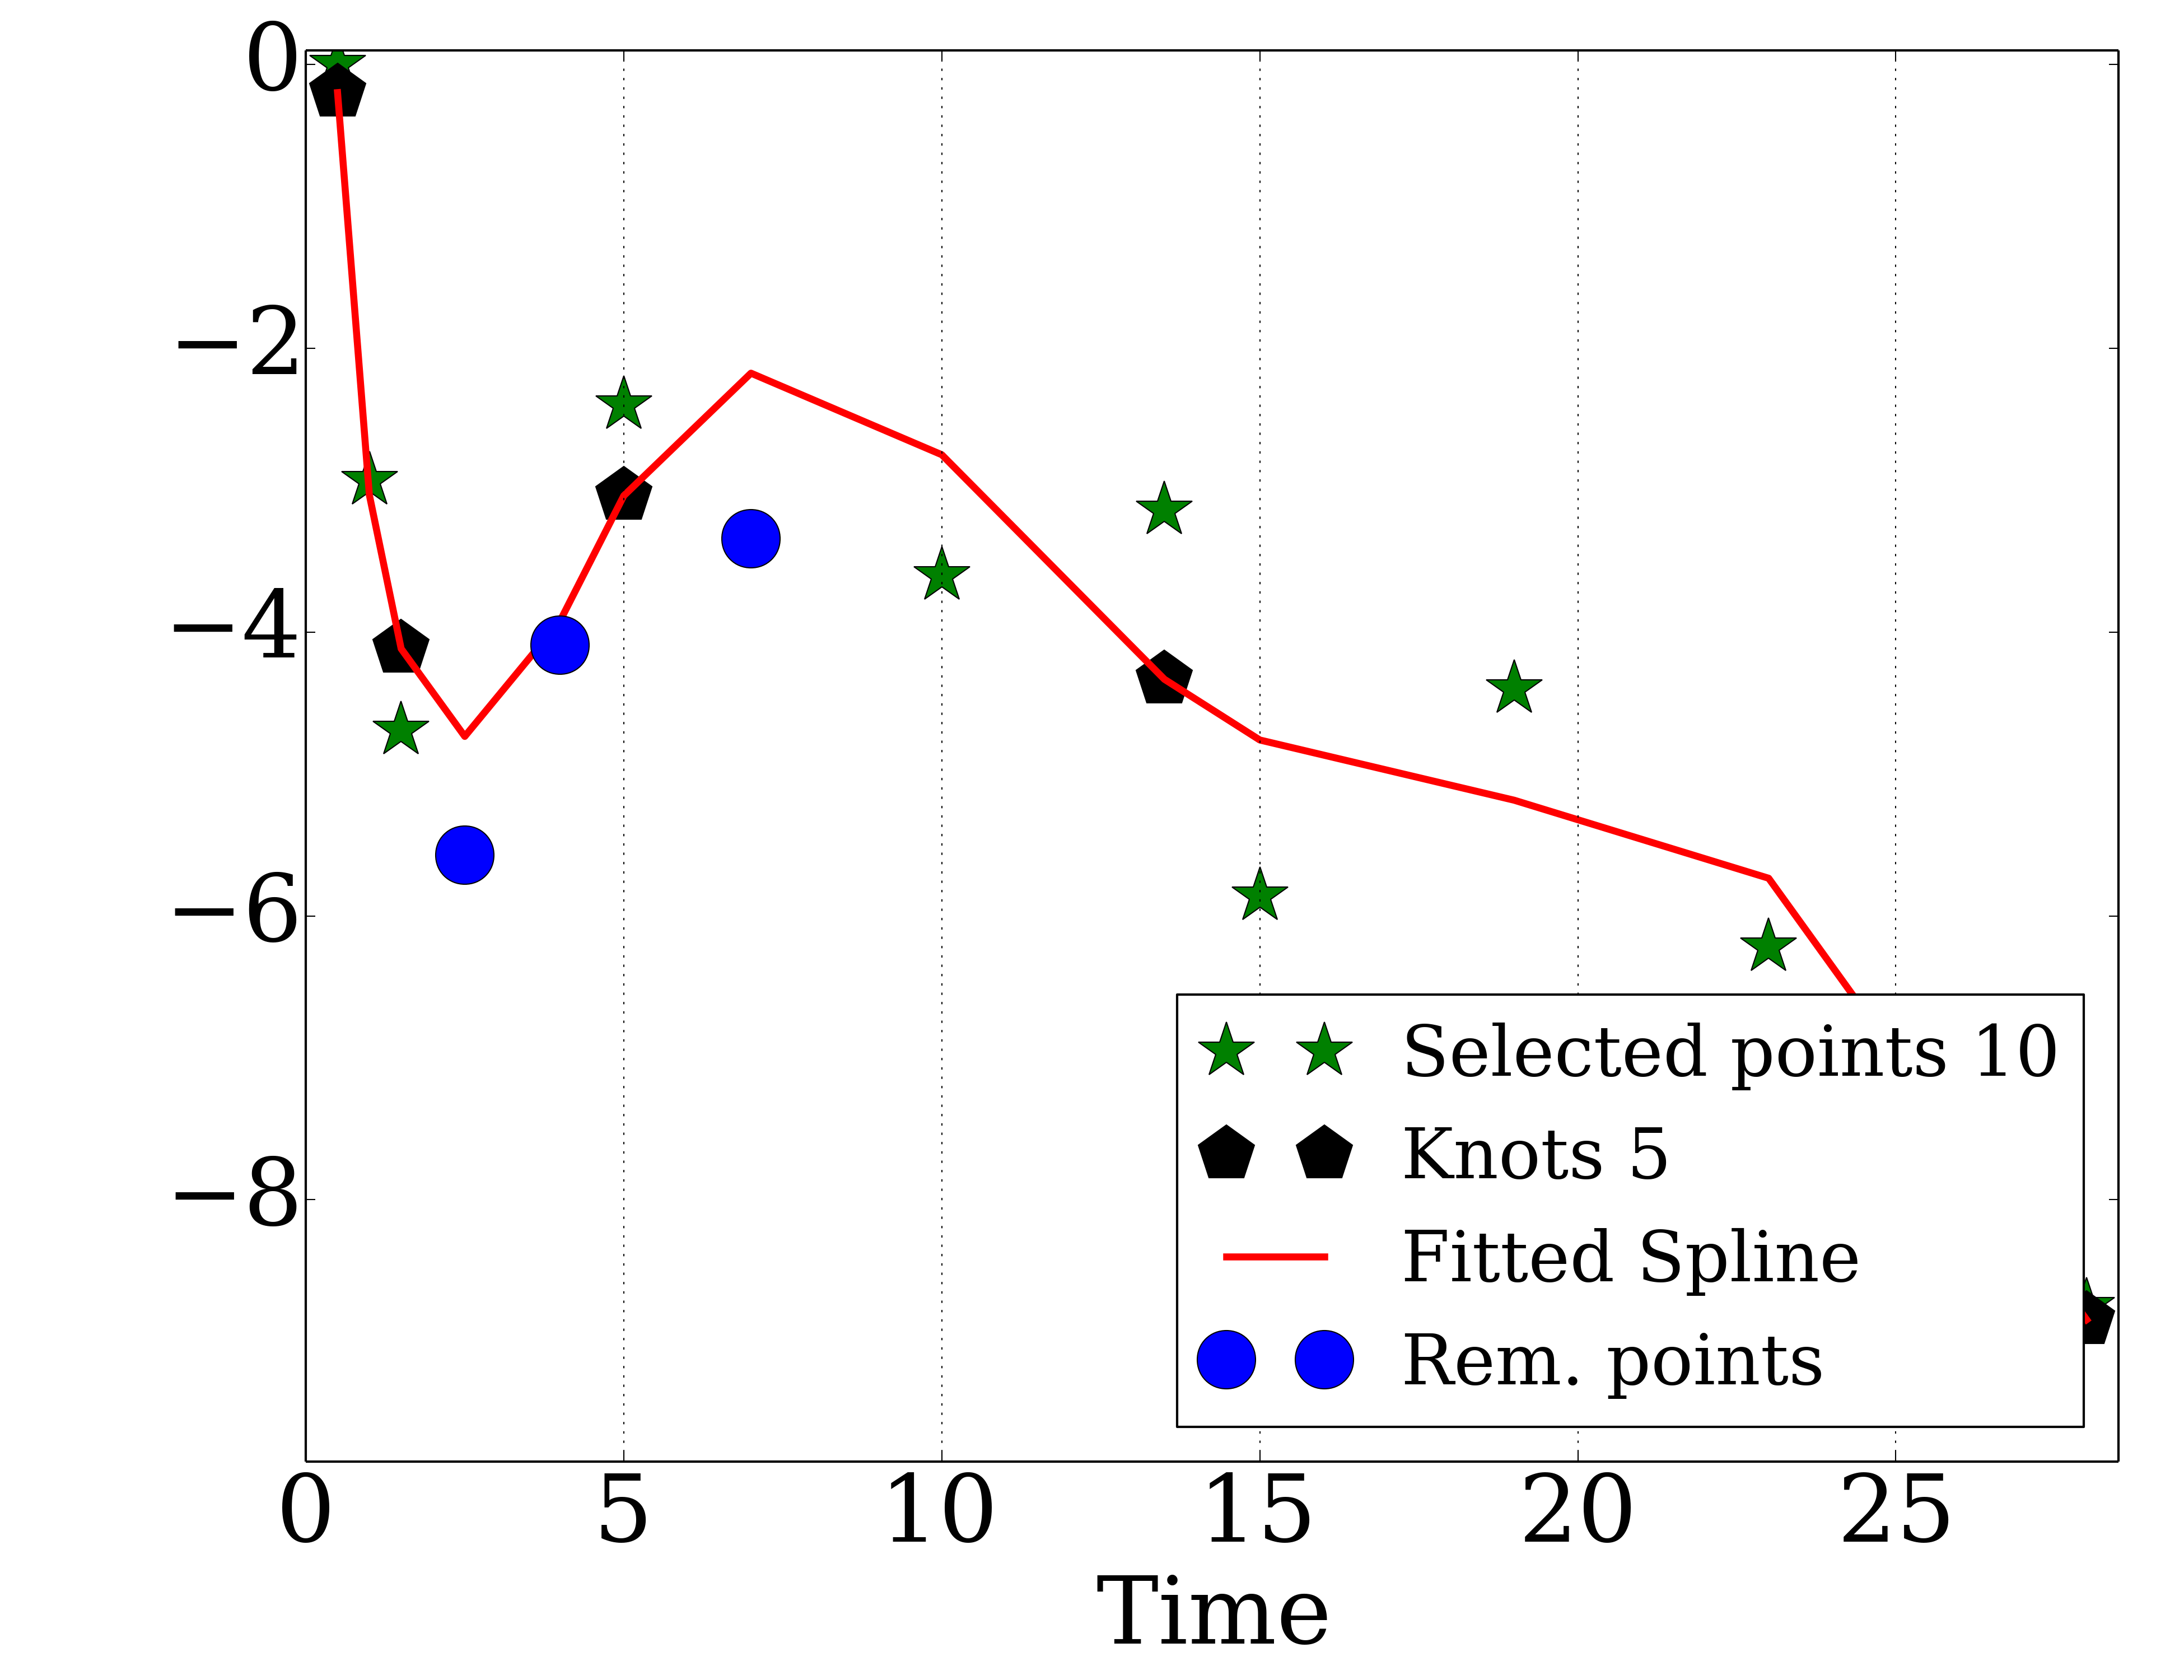 0
−2
−4
−6
−8
Selected points 10
Knots 5
Fitted Spline
Rem. points
0 5 10 15 20 25
Time